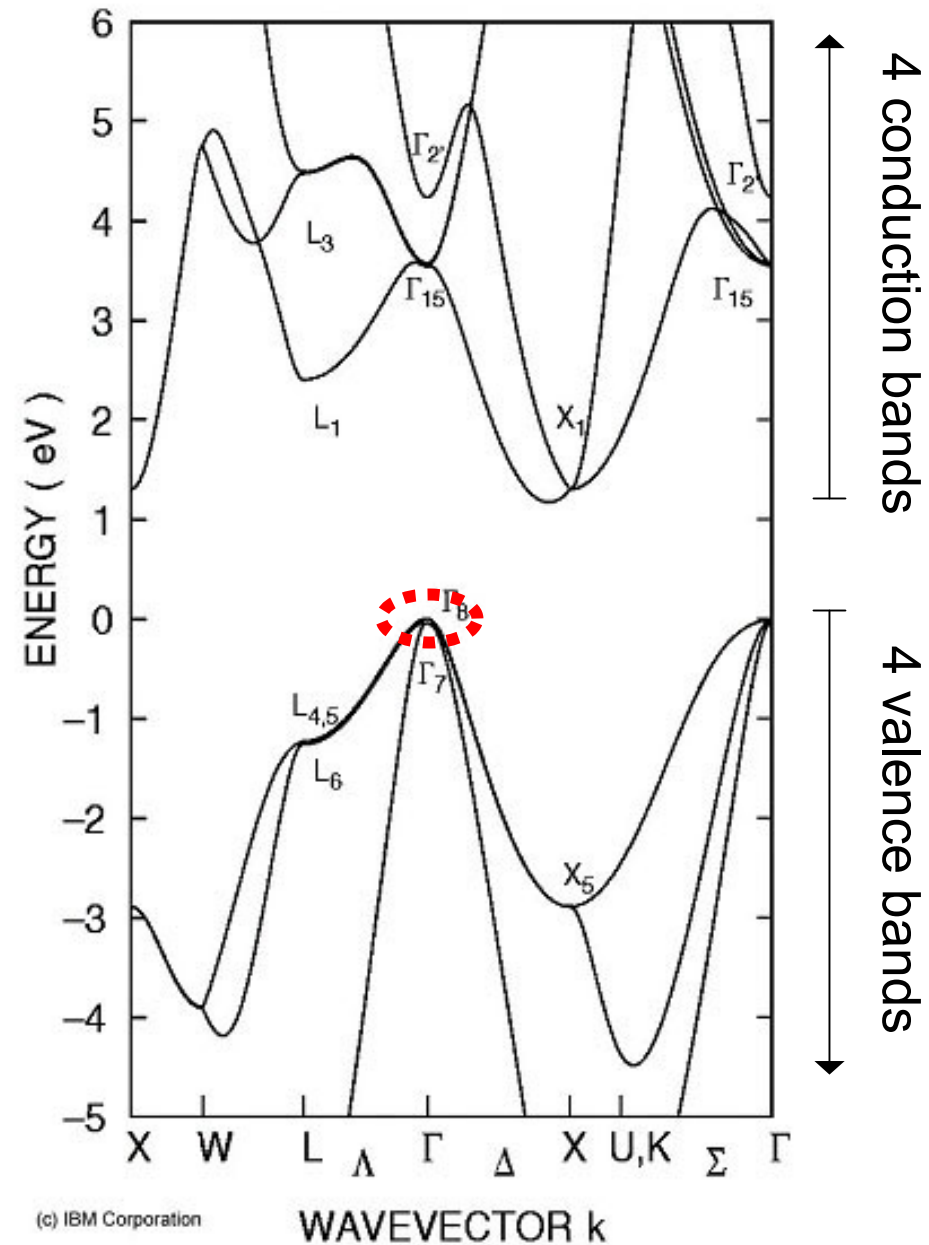 6
5
4
3
2
1
0
−1
−2
−3
−4
−5
ENERGY ( eV )
Γ2'
Γ2'
L3
Γ15
Γ15
L1
X1
Γ8
Γ7
L4,5
L6
X5
X W L Λ Γ Δ X U,K Σ Γ
WAVEVECTOR k
(c) IBM Corporation
4 conduction bands
4 valence bands